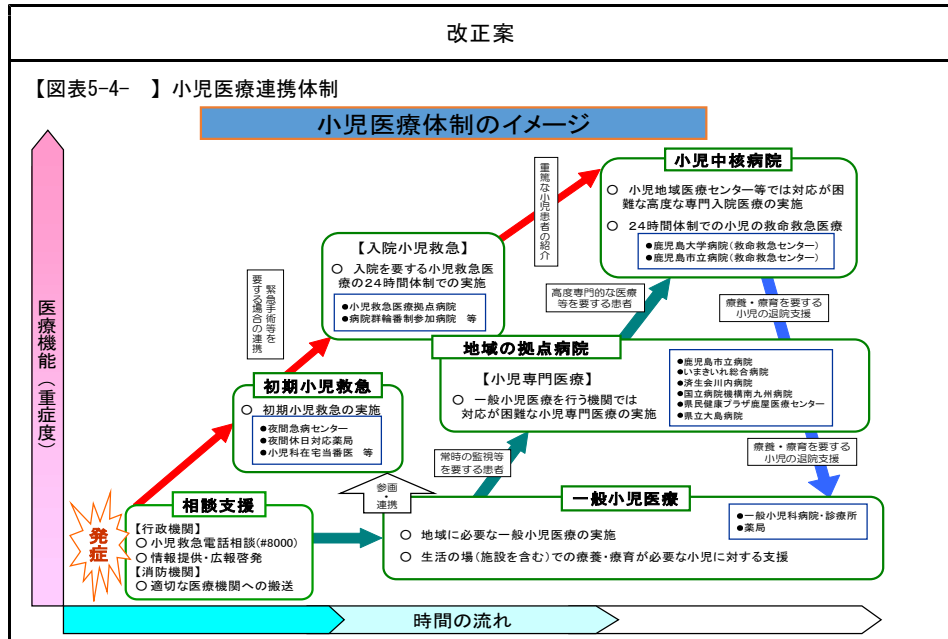 改正案
【図表5-4-　】小児医療連携体制
小児医療体制のイメージ
医療機能（重症度）
小児中核病院
○ 小児地域医療センター等では対応が困
難な高度な専門入院医療の実施
○ 24時間体制での小児の救命救急医療
●鹿児島大学病院(救命救急センター)
●鹿児島市立病院(救命救急センター)
重篤な小児患者の紹介
【入院小児救急】
○ 入院を要する小児救急医
療の24時間体制での実施
●小児救急医療拠点病院
●病院群輪番制参加病院 等
緊急手術等を
要する場合の連携
高度専門的な医療
等を要する患者
療養・療育を要する
小児の退院支援
地域の拠点病院
【小児専門医療】
○ 一般小児医療を行う機関では
対応が困難な小児専門医療の実施
●鹿児島市立病院
●いまきいれ総合病院
●済生会川内病院
●国立病院機構南九州病院
●県民健康プラザ鹿屋医療センター
●県立大島病院
初期小児救急
○ 初期小児救急の実施
●夜間急病センター
●夜間休日対応薬局
●小児科在宅当番医 等
常時の監視等
を要する患者
療養・療育を要する
小児の退院支援
参画
・
連携
発症
相談支援
【行政機関】
○ 小児救急電話相談(#8000)
○ 情報提供・広報啓発
【消防機関】
○ 適切な医療機関への搬送
一般小児医療
○ 地域に必要な一般小児医療の実施
○ 生活の場(施設を含む)での療養・療育が必要な小児に対する支援
●一般小児科病院・診療所
●薬局
時間の流れ